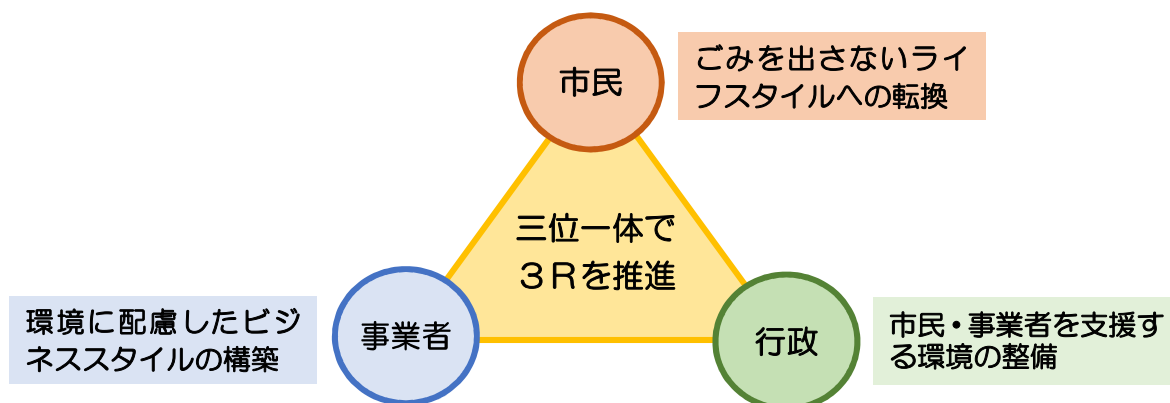 市民
ごみを出さないライ
フスタイルへの転換
三位一体で
３Ｒを推進
事業者
環境に配慮したビジ
ネススタイルの構築
行政
市民・事業者を支援す
る環境の整備